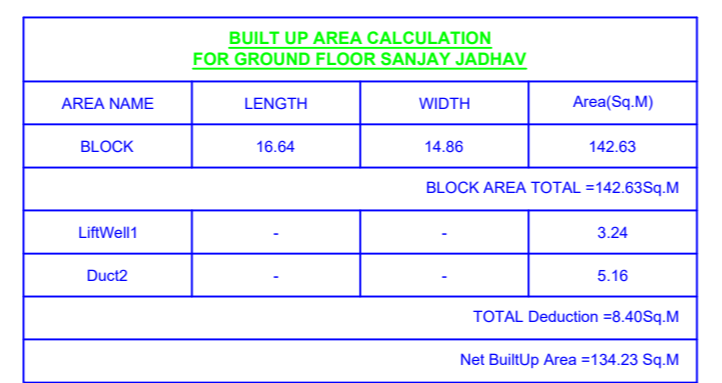 BUILT UP AREA CALCULATION
FOR GROUND FLOOR SANJAY JADHAV
AREA NAME LENGTH WIDTH Area(Sq.M)
BLOCK 16.64 14.86 142.63
BLOCK AREA TOTAL =142.63Sq.M
LiftWell1 - - 3.24
Duct2 - - 5.16
TOTAL Deduction =8.40Sq.M
Net BuiltUp Area =134.23 Sq.M